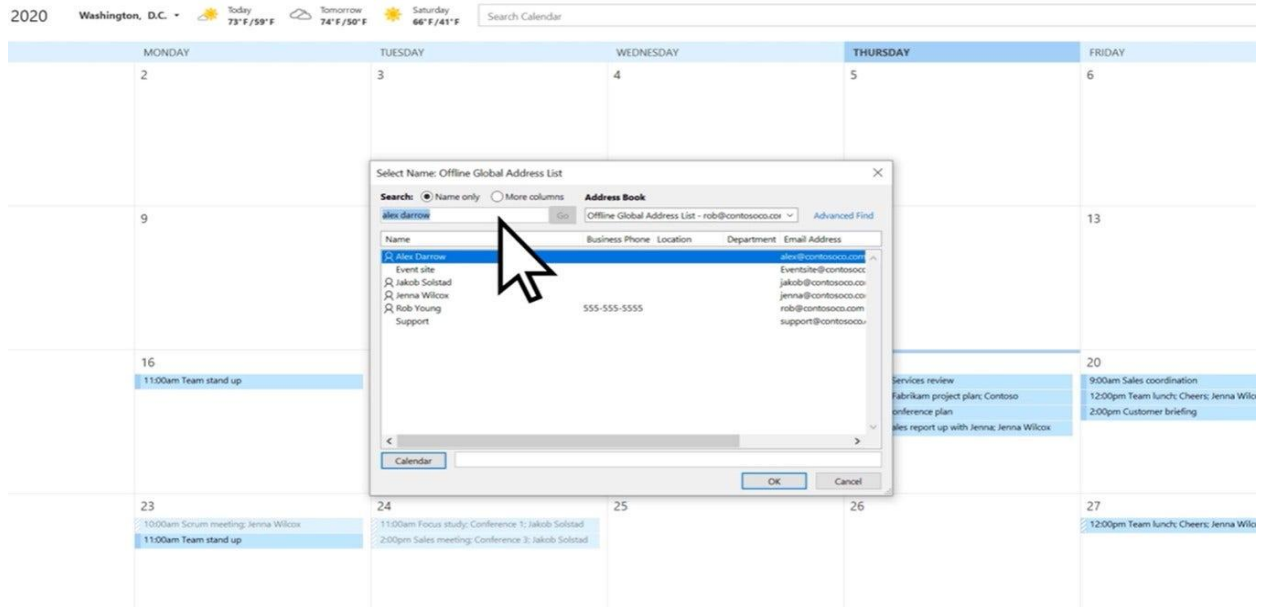 2020 Washington, D.C. Today 73°F/59°F Tomorrow 74°F/50°F Saturday 66°F/41°F Search Calendar
MONDAY TUESDAY WEDNESDAY THURSDAY FRIDAY
2 3 4 5 6
Select Name: Offline Global Address List
Search: Name only More columns Address Book
alex darrow Go Offline Global Address List - rob@contosoco.cor Advanced Find
9 13
Name Business Phone Location Department Email Address
Alex Darrow alex@contosoco.com
Event site Eventsite@contosocc
Jakob Solstad jakob@contosoco.co
Jenna Wilcox jenna@contosoco.co
Rob Young 555-555-5555 rob@contosoco.com
Support support@contosoco.
16 20
11:00am Team stand up Services review 9:00am Sales coordination
Fabrikam project plan; Contoso 12:00pm Team lunch; Cheers; Jenna Wilc
onference plan 2:00pm Customer briefing
ales report up with Jenna; Jenna Wilcox
Calendar
OK Cancel
23 24 25 26 27
10:00am Scrum meeting; Jenna Wilcox 11:00am Focus study; Conference 1; Jakob Solstad 12:00pm Team lunch; Cheers; Jenna Wilc
11:00am Team stand up 2:00pm Sales meeting; Conference 3; Jakob Solstad